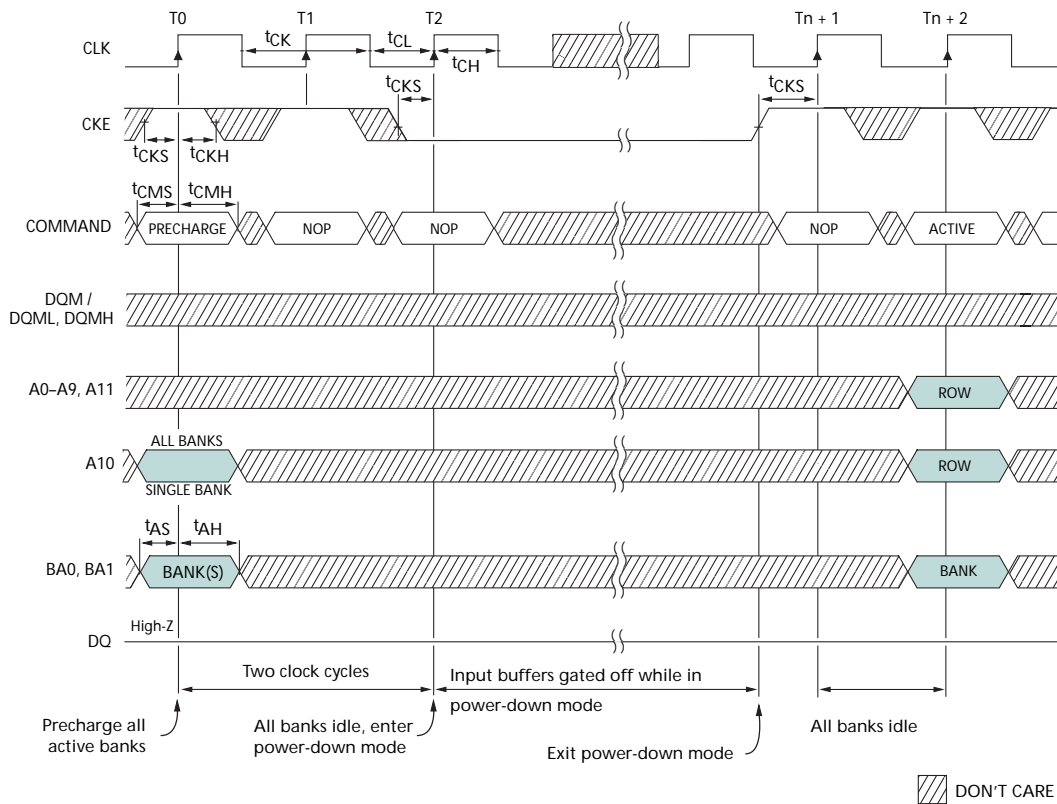 T0 T1 T2 Tn + 1 Tn + 2
CLK
tCK tCL
tCH
tCKS tCKS
CKE
tCKS tCKH
tCMS tCMH
COMMAND PRECHARGE NOP NOP NOP ACTIVE
DQM /
DQML, DQMH
A0–A9, A11 ROW
ALL BANKS
A10 ROW
SINGLE BANK
tAS tAH
BA0, BA1 BANK(S) BANK
High-Z
DQ
Two clock cycles
Input buffers gated off while in
power-down mode
Precharge all
active banks
All banks idle, enter
power-down mode
Exit power-down mode
All banks idle
DON'T CARE